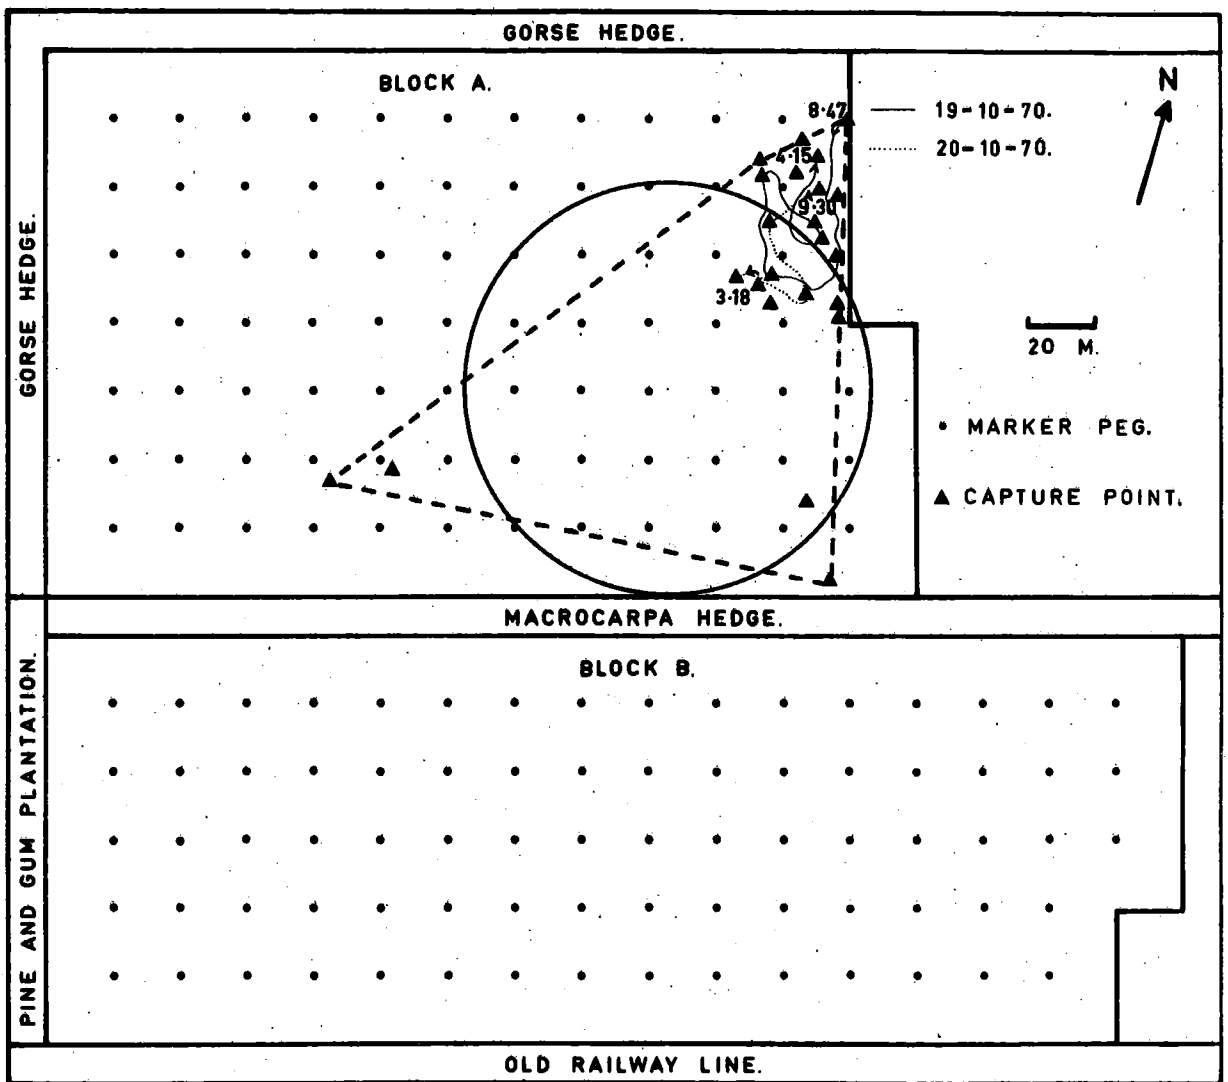 GORSE HEDGE.
BLOCK A.
N
8·47
19-10-70.
4·15
20-10-70.
9·30
GORSE HEDGE.
3·18
20 M.
MARKER PEG.
CAPTURE POINT.
MACROCARPA HEDGE.
BLOCK B.
PINE AND GUM PLANTATION.
OLD RAILWAY LINE.